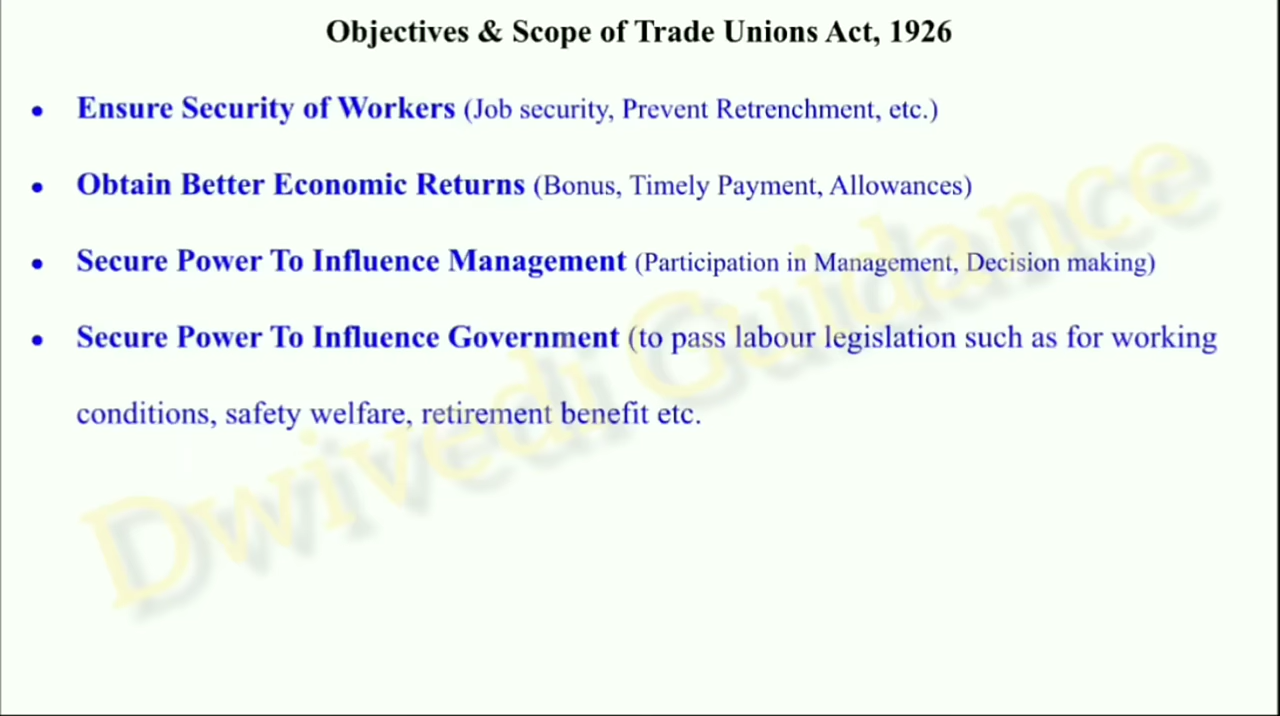 Objectives & Scope of Trade Unions Act, 1926
• Ensure Security of Workers (Job security, Prevent Retrenchment, etc.)
• Obtain Better Economic Returns (Bonus, Timely Payment, Allowances)
• Secure Power To Influence Management (Participation in Management, Decision making)
• Secure Power To Influence Government (to pass labour legislation such as for working
conditions, safety welfare, retirement benefit etc.
Dwivedi Guidance